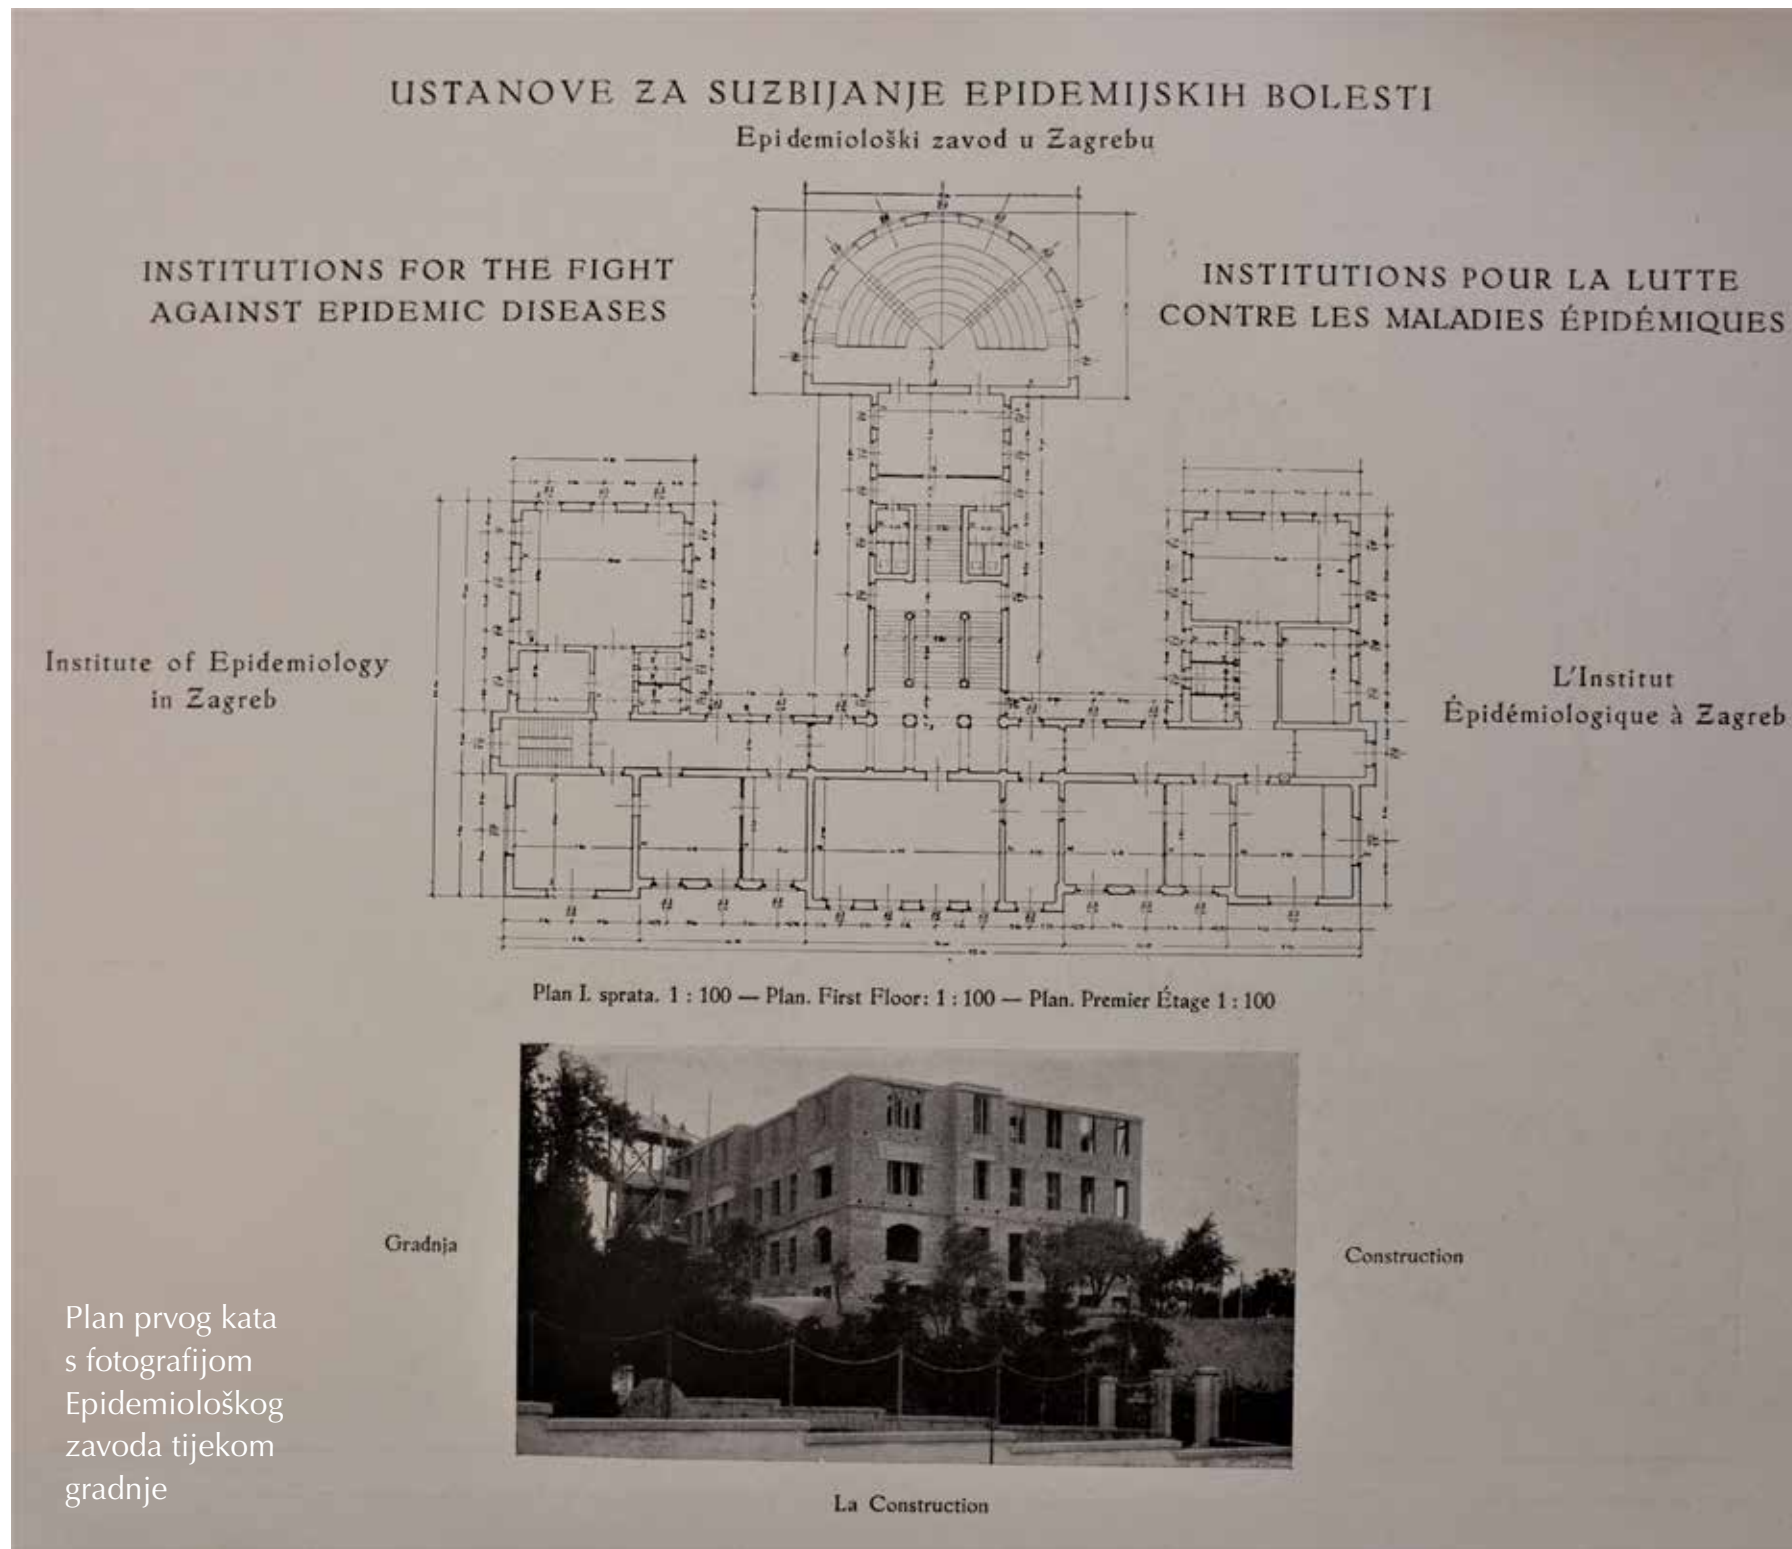 USTANOVE ZA SUZBIJANJE EPIDEMIJSKIH BOLESTI
Epidemiološki zavod u Zagrebu
INSTITUTIONS FOR THE FIGHT
AGAINST EPIDEMIC DISEASES
INSTITUTIONS POUR LA LUTTE
CONTRE LES MALADIES ÉPIDÉMIQUES
Institute of Epidemiology
in Zagreb
L'Institut
Épidémiologique à Zagreb
Plan I. sprata. 1 : 100 — Plan. First Floor: 1 : 100 — Plan. Premier Étage 1 : 100
Gradnja
Construction
La Construction
Plan prvog kata
s fotografijom
Epidemiološkog
zavoda tijekom
gradnje